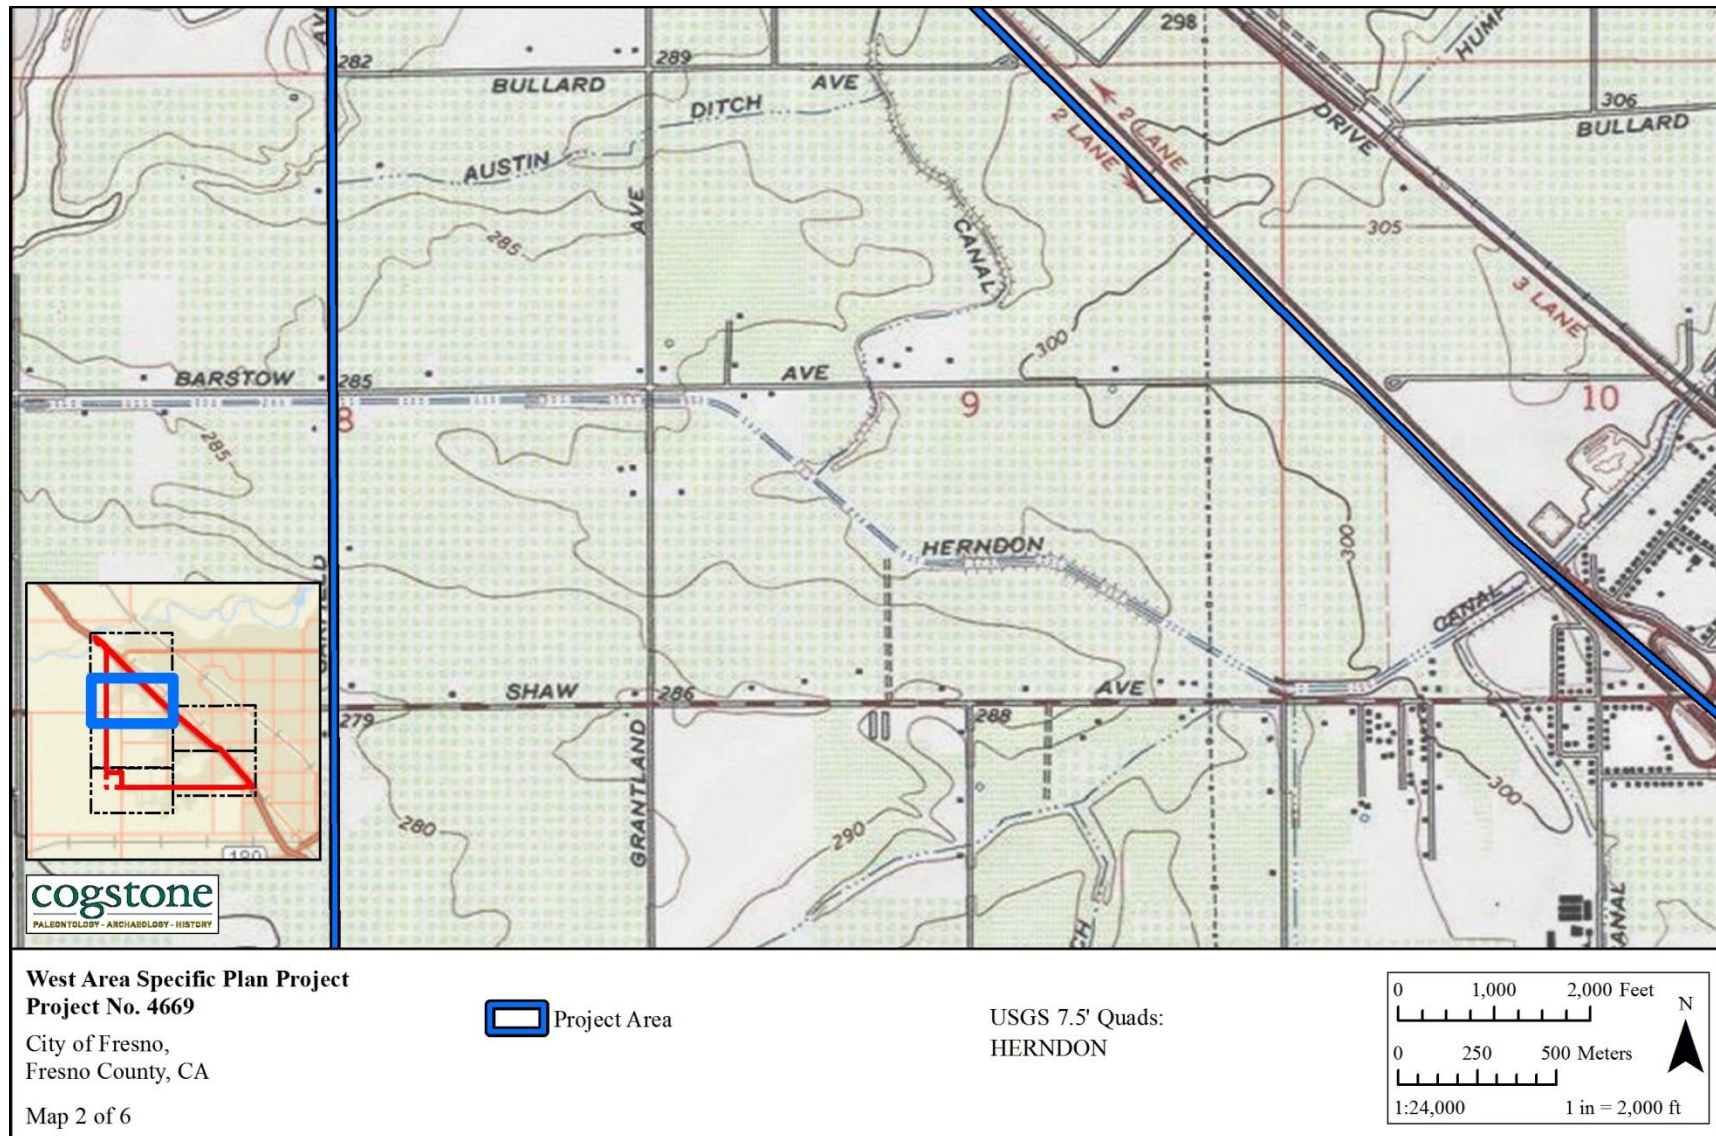 AV
282
BULLARD
AVE
289
298
HUMP
306
BULLARD
DRIVE
2 LANE
2 LANE
DITCH
AUSTIN
AVE
CANAL
285
305
3 LANE
300
BARSTOW
285
AVE
8
9
10
285
HERNDON
300
CANAL
SHAW
286
AVE
279
288
GRANTLAND
280
290
300
CH
ANAL
180
cogstone
PALEONTOLOGY - ARCHAEOLOGY - HISTORY
West Area Specific Plan Project
Project No. 4669
City of Fresno,
Fresno County, CA
Map 2 of 6
Project Area
USGS 7.5' Quads:
HERNDON
0 1,000 2,000 Feet
0 250 500 Meters
1:24,000 1 in = 2,000 ft
N